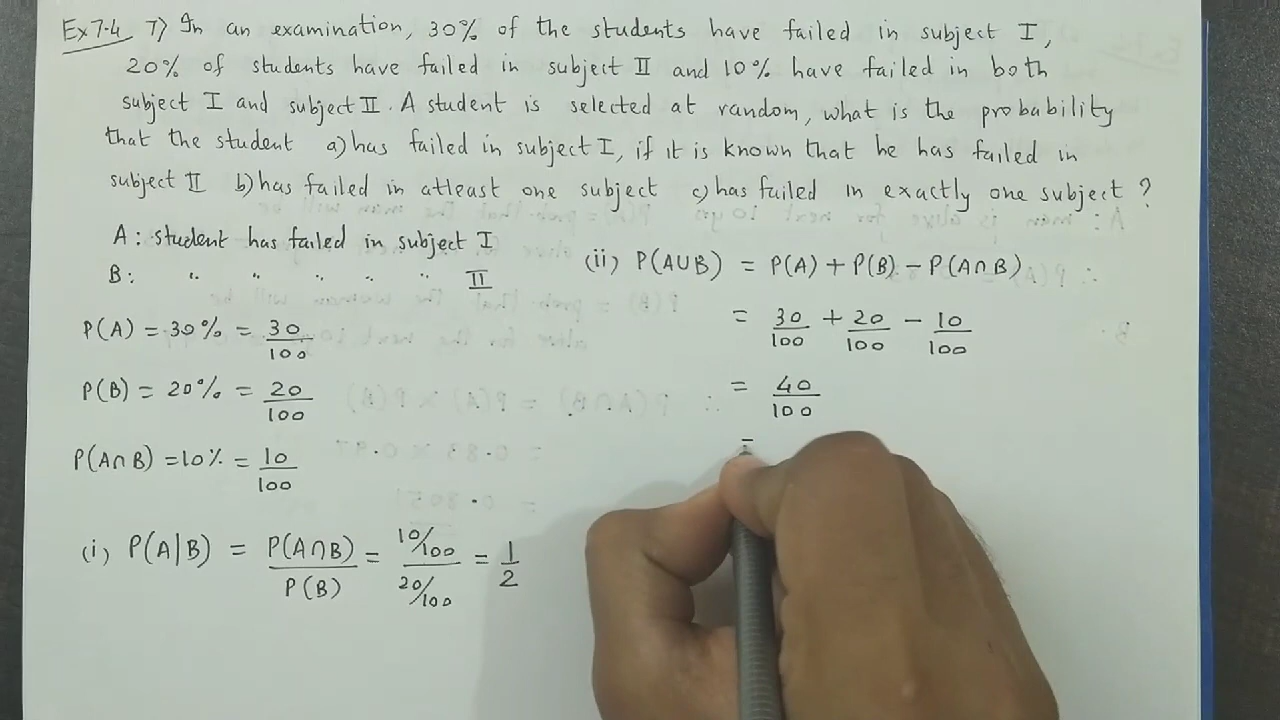 Ex 7.4 7) In an examination, 30% of the students have failed in subject I,
20% of students have failed in subject II and 10% have failed in both
subject I and subject II. A student is selected at random, what is the probability
that the student a) has failed in subject I, if it is known that he has failed in
subject II b) has failed in atleast one subject c) has failed in exactly one subject ?
A : student has failed in subject I
B : " " " " " II
P(A) = 30% = 30/100
P(B) = 20% = 20/100
P(A∩B) = 10% = 10/100
(i) P(A|B) = P(A∩B)/P(B) = (10/100)/(20/100) = 1/2
(ii) P(A∪B) = P(A) + P(B) - P(A∩B)
= 30/100 + 20/100 - 10/100
= 40/100
=